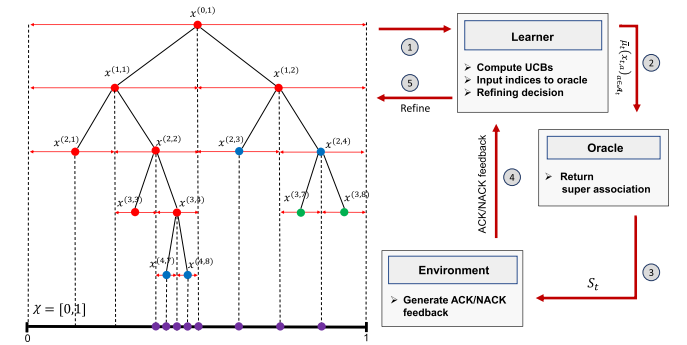 x^(0,1)
x^(1,1)
x^(1,2)
x^(2,1)
x^(2,2)
x^(2,3)
x^(2,4)
x^(3,3)
x^(3,4)
x^(3,7)
x^(3,8)
x^(4,7)
x^(4,8)
χ = [0,1]
0
1
1
5
Refine
Learner
➢ Compute UCBs
➢ Input indices to oracle
➢ Refining decision
2
Oracle
➢ Return
super association
4
ACK/NACK feedback
Environment
➢ Generate ACK/NACK
feedback
S_t
3